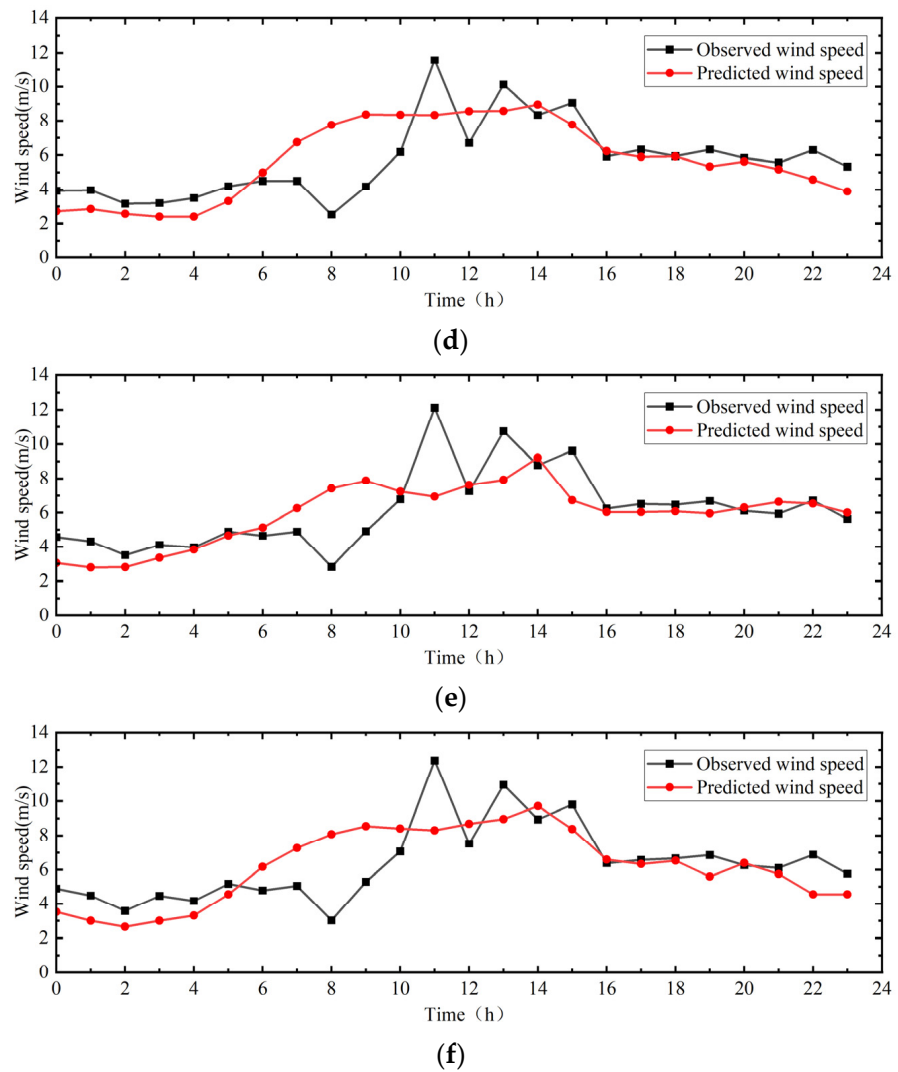 14
12
10
8
6
4
2
0
Wind speed(m/s)
Observed wind speed
Predicted wind speed
0 2 4 6 8 10 12 14 16 18 20 22 24
Time（h）
(d)
14
12
10
8
6
4
2
0
Wind speed(m/s)
Observed wind speed
Predicted wind speed
0 2 4 6 8 10 12 14 16 18 20 22 24
Time（h）
(e)
14
12
10
8
6
4
2
0
Wind speed(m/s)
Observed wind speed
Predicted wind speed
0 2 4 6 8 10 12 14 16 18 20 22 24
Time（h）
(f)